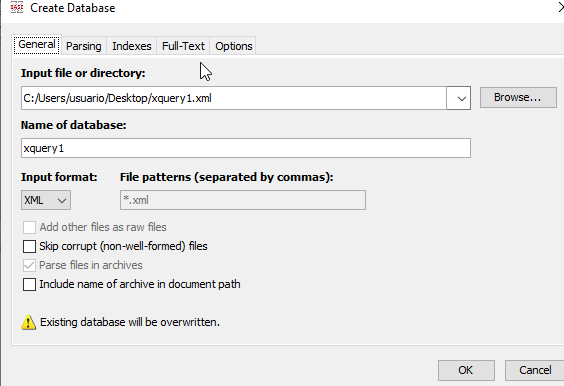 BASE Create Database
General Parsing Indexes Full-Text Options
Input file or directory:
C:/Users/usuario/Desktop/xquery1.xml Browse...
Name of database:
xquery1
Input format: File patterns (separated by commas):
XML *.xml
Add other files as raw files
Skip corrupt (non-well-formed) files
Parse files in archives
Include name of archive in document path
Existing database will be overwritten.
OK Cancel